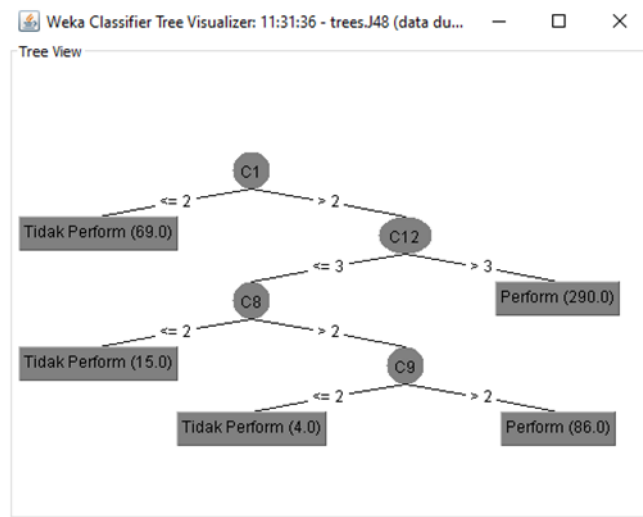 Weka Classifier Tree Visualizer: 11:31:36 - trees.J48 (data du...
Tree View
C1
<= 2
> 2
Tidak Perform (69.0)
C12
<= 3
> 3
C8
Perform (290.0)
<= 2
> 2
Tidak Perform (15.0)
C9
<= 2
> 2
Tidak Perform (4.0)
Perform (86.0)